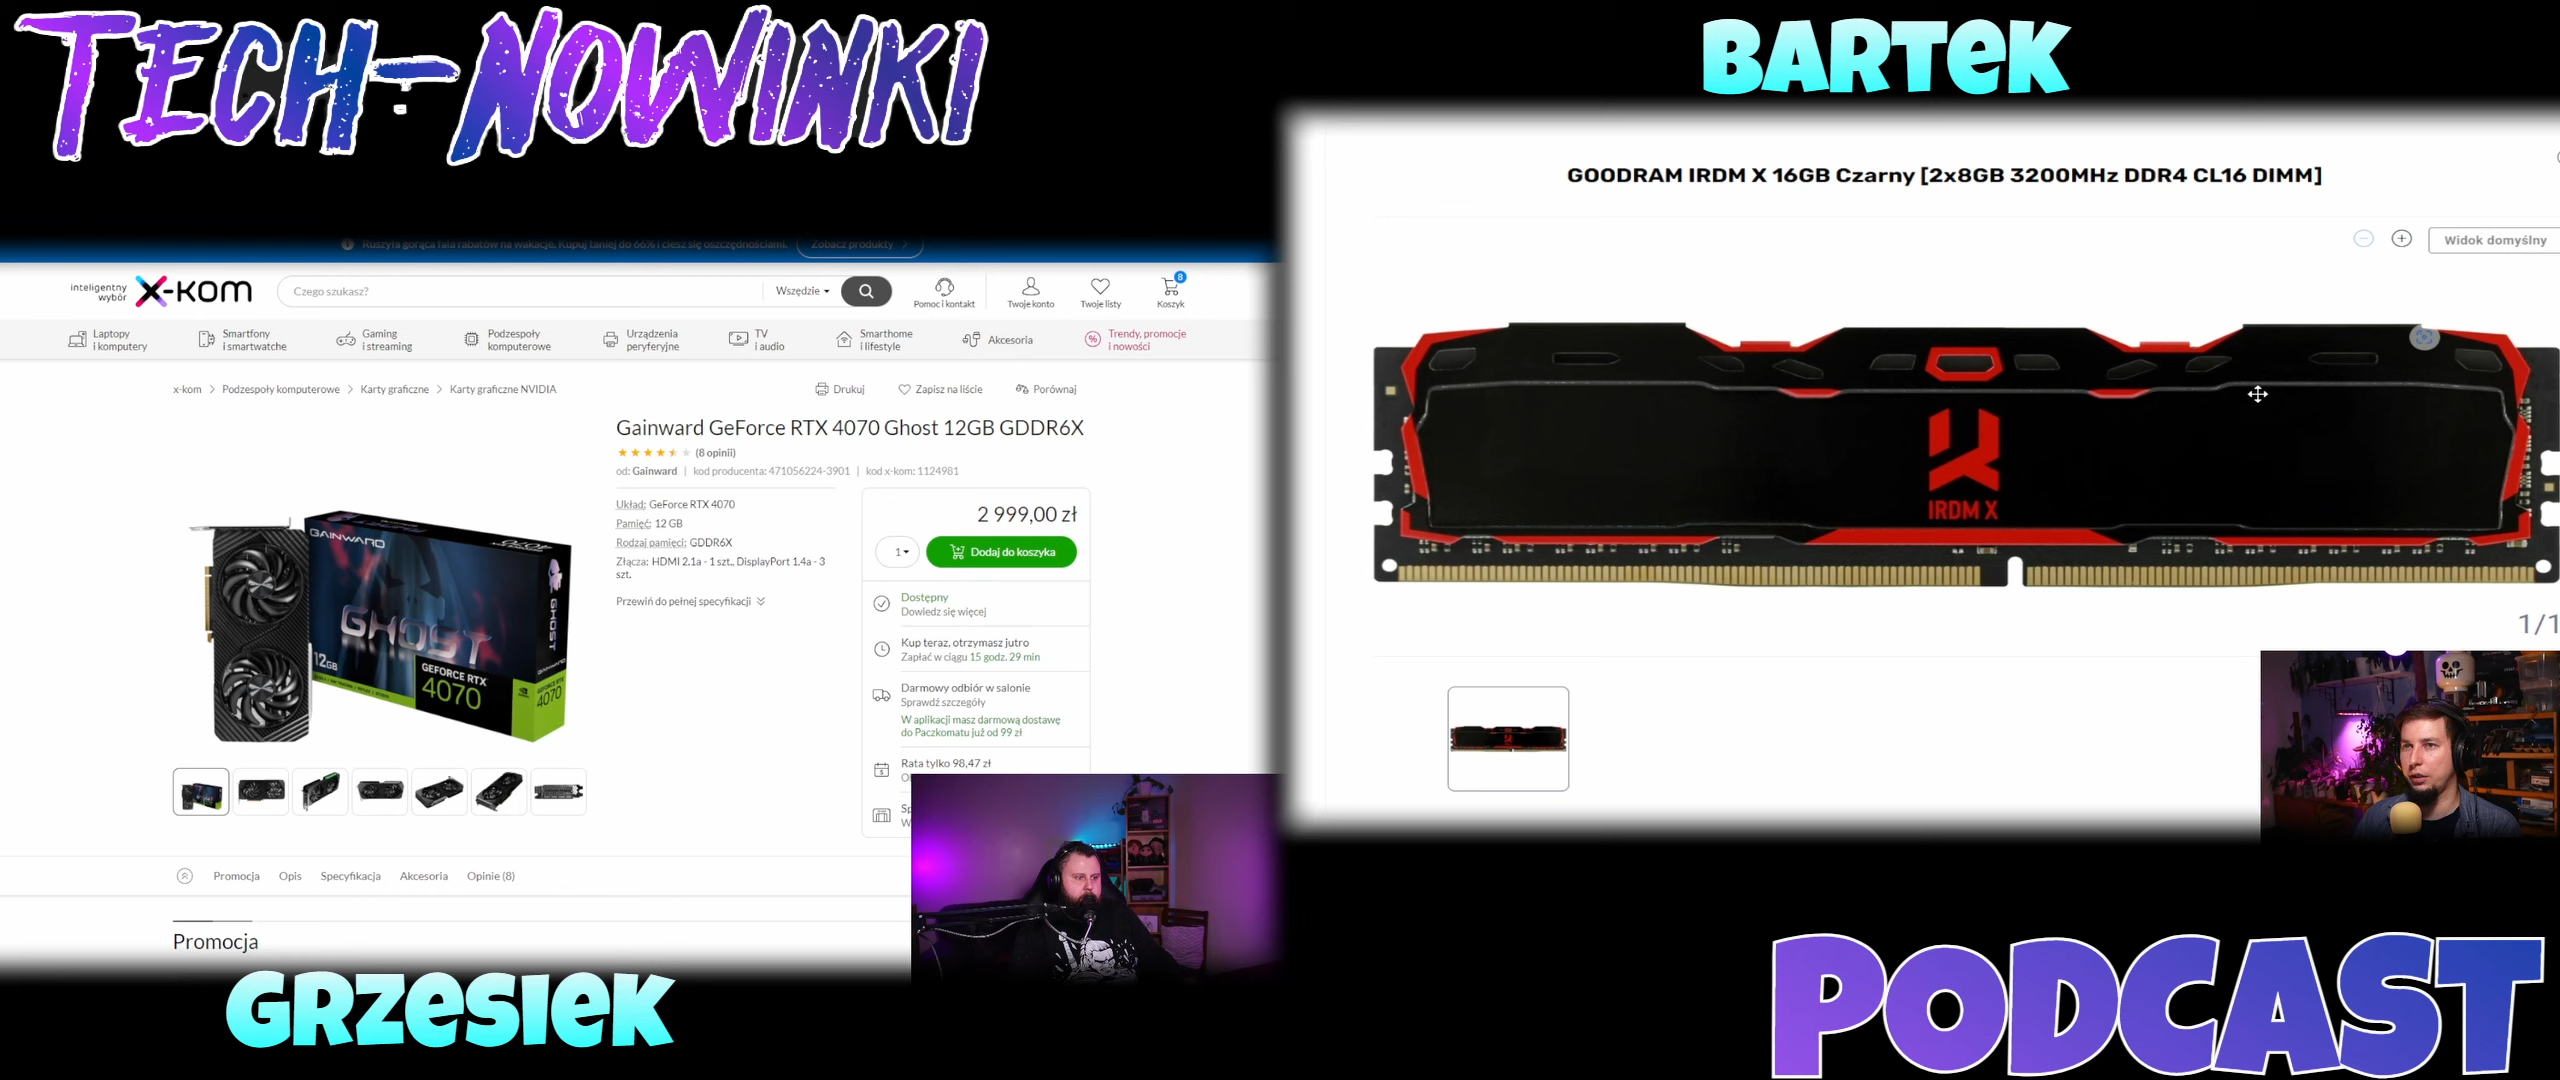 TECH-NOWINKI
BARTEK
GOODRAM IRDM X 16GB Czarny [2x8GB 3200MHz DDR4 CL16 DIMM]
Widok domyślny
IRDM X
1/1
Ruszyła gorąca fala rabatów na wakacje. Kupuj taniej do 66% i ciesz się oszczędnościami. Zobacz produkty
inteligentny wybór x-kom
Czego szukasz? Wszędzie
Pomoc i kontakt Twoje konto Twoje listy 8 Koszyk
Laptopy i komputery
Smartfony i smartwatche
Gaming i streaming
Podzespoły komputerowe
Urządzenia peryferyjne
TV i audio
Smarthome i lifestyle
Akcesoria
Trendy, promocje i nowości
x-kom > Podzespoły komputerowe > Karty graficzne > Karty graficzne NVIDIA
Drukuj Zapisz na liście Porównaj
Gainward GeForce RTX 4070 Ghost 12GB GDDR6X
(8 opinii)
od: Gainward | kod producenta: 471056224-3901 | kod x-kom: 1124981
Układ: GeForce RTX 4070
Pamięć: 12 GB
Rodzaj pamięci: GDDR6X
Złącza: HDMI 2.1a - 1 szt., DisplayPort 1.4a - 3
szt.
Przewiń do pełnej specyfikacji
2 999,00 zł
1 Dodaj do koszyka
Dostępny
Dowiedz się więcej
Kup teraz, otrzymasz jutro
Zapłać w ciągu 15 godz. 29 min
Darmowy odbiór w salonie
Sprawdź szczegóły
W aplikacji masz darmową dostawę
do Paczkomatu już od 99 zł
Rata tylko 98,47 zł
GAINWARD
GHOST
GHOST
12GB
GEFORCE RTX
4070
GEFORCE RTX
4070
Promocja Opis Specyfikacja Akcesoria Opinie (8)
Promocja
GRZESIEK
PODCAST